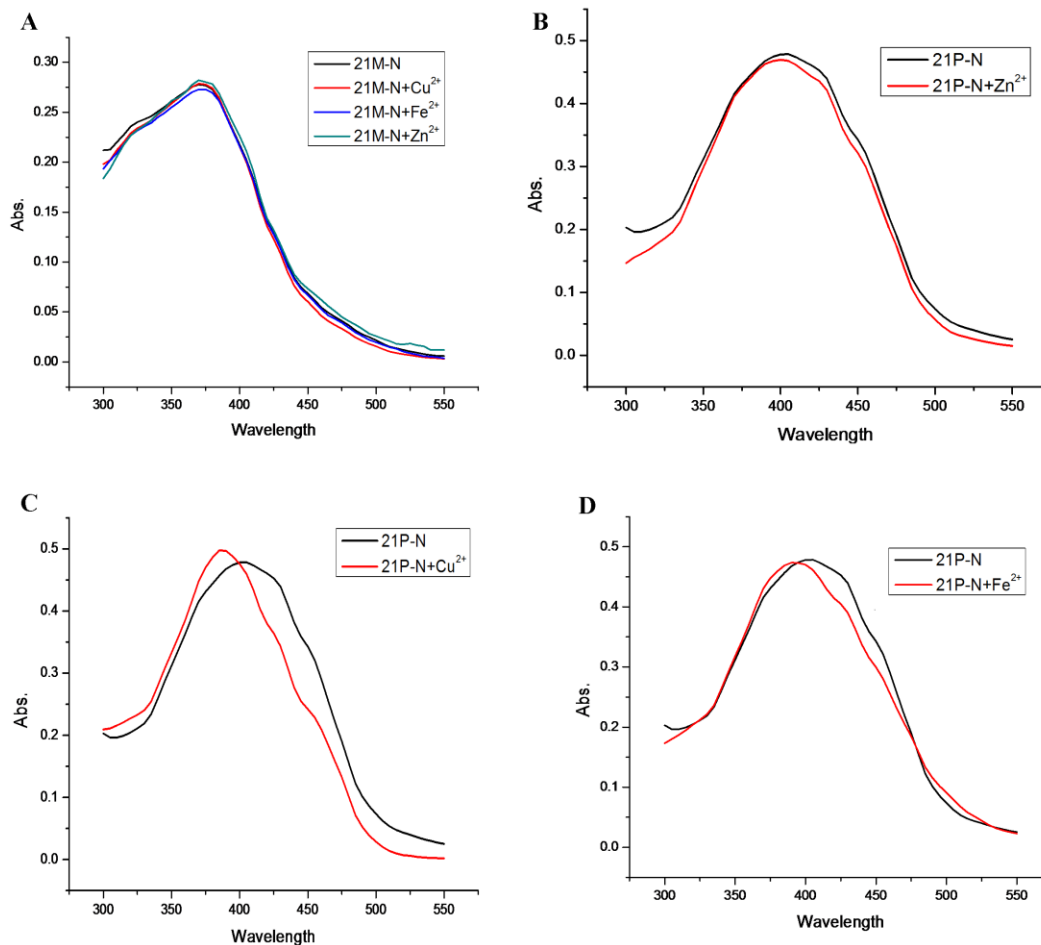 A
21M-N
21M-N+Cu²⁺
21M-N+Fe²⁺
21M-N+Zn²⁺
0.30
0.25
0.20
0.15
0.10
0.05
0.00
Abs.
300 350 400 450 500 550
Wavelength
B
21P-N
21P-N+Zn²⁺
0.5
0.4
0.3
0.2
0.1
0.0
Abs.
300 350 400 450 500 550
Wavelength
C
21P-N
21P-N+Cu²⁺
0.5
0.4
0.3
0.2
0.1
0.0
Abs.
300 350 400 450 500 550
Wavelength
D
21P-N
21P-N+Fe²⁺
0.5
0.4
0.3
0.2
0.1
0.0
Abs.
300 350 400 450 500 550
Wavelength